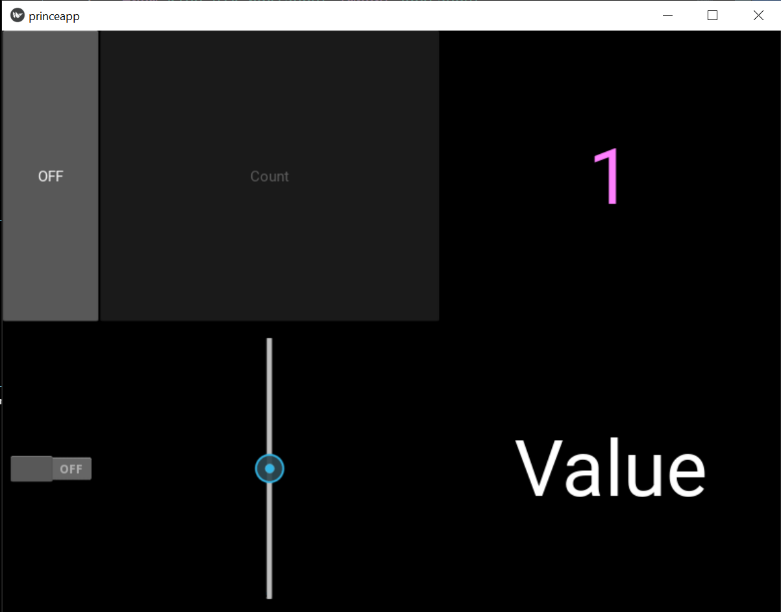 princeapp
OFF
Count
1
OFF
Value